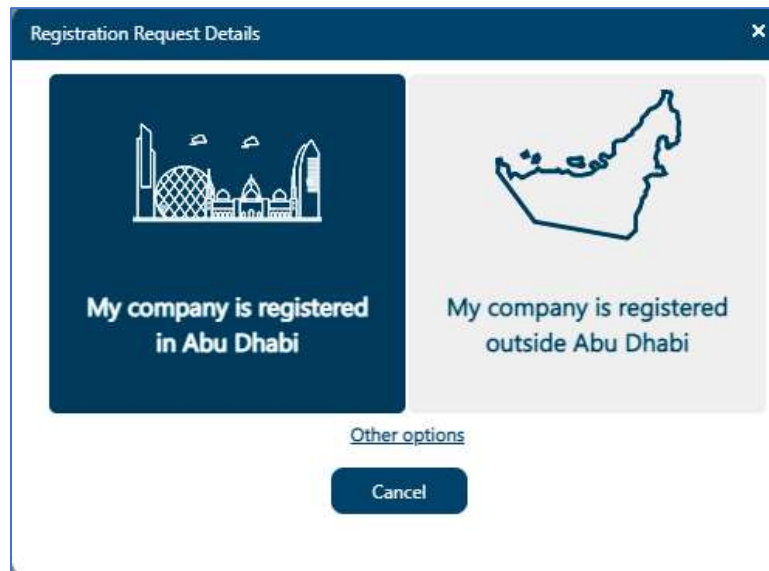 Registration Request Details
×
My company is registered
in Abu Dhabi
My company is registered
outside Abu Dhabi
Other options
Cancel